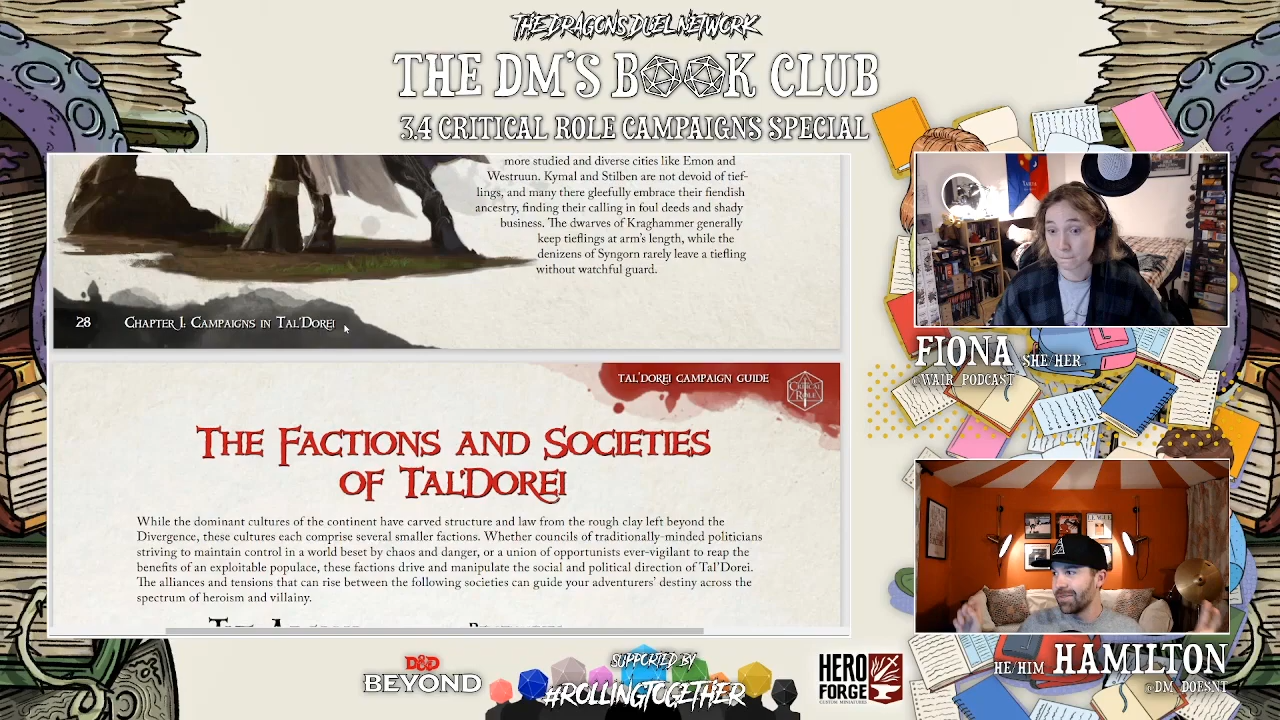 THE DRAGONS DUEL NETWORK
THE DM'S BOOK CLUB
3.4 CRITICAL ROLE CAMPAIGNS SPECIAL
more studied and diverse cities like Emon and
Westruun. Kymal and Stilben are not devoid of tief-
lings, and many there gleefully embrace their fiendish
ancestry, finding their calling in foul deeds and shady
business. The dwarves of Kraghammer generally
keep tieflings at arm's length, while the
denizens of Syngorn rarely leave a tiefling
without watchful guard.
28 Chapter 1: Campaigns in Tal'Dorei
TAL'DOREI CAMPAIGN GUIDE
CRITICAL ROLE
The Factions and Societies
of Tal'Dorei
While the dominant cultures of the continent have carved structure and law from the rough clay left beyond the
Divergence, these cultures each comprise several smaller factions. Whether councils of traditionally-minded politicians
striving to maintain control in a world beset by chaos and danger, or a union of opportunists ever-vigilant to reap the
benefits of an exploitable populace, these factions drive and manipulate the social and political direction of Tal'Dorei.
The alliances and tensions that can rise between the following societies can guide your adventurers' destiny across the
spectrum of heroism and villainy.
FIONA SHE/HER
@WAIR_PODCAST
HE/HIM HAMILTON
@DM_DOESNT
D&D
BEYOND
SUPPORTED BY
#ROLLINGTOGETHER
HERO
FORGE
CUSTOM MINIATURES